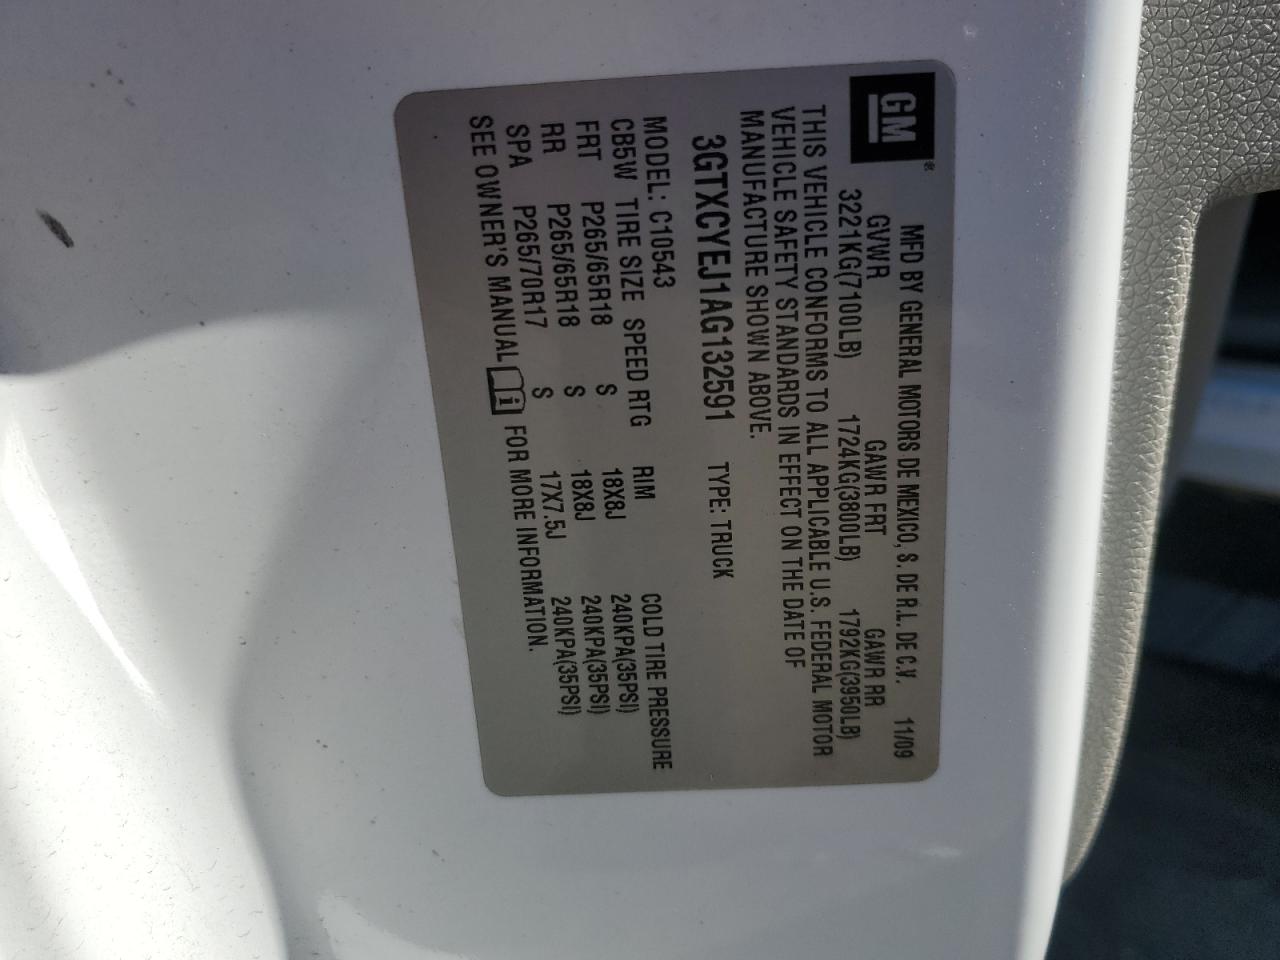 GM®
MFD BY GENERAL MOTORS DE MEXICO, S. DE R.L. DE C.V. 11/09
GVWR GAWR FRT GAWR RR
3221KG(7100LB) 1724KG(3800LB) 1792KG(3950LB)
THIS VEHICLE CONFORMS TO ALL APPLICABLE U.S. FEDERAL MOTOR
VEHICLE SAFETY STANDARDS IN EFFECT ON THE DATE OF
MANUFACTURE SHOWN ABOVE.
3GTXCYEJ1AG132591 TYPE: TRUCK
MODEL: C10543
CB5W TIRE SIZE SPEED RTG RIM COLD TIRE PRESSURE
FRT P265/65R18 S 18X8J 240KPA(35PSI)
RR P265/65R18 S 18X8J 240KPA(35PSI)
SPA P265/70R17 S 17X7.5J 240KPA(35PSI)
SEE OWNER'S MANUAL i FOR MORE INFORMATION.